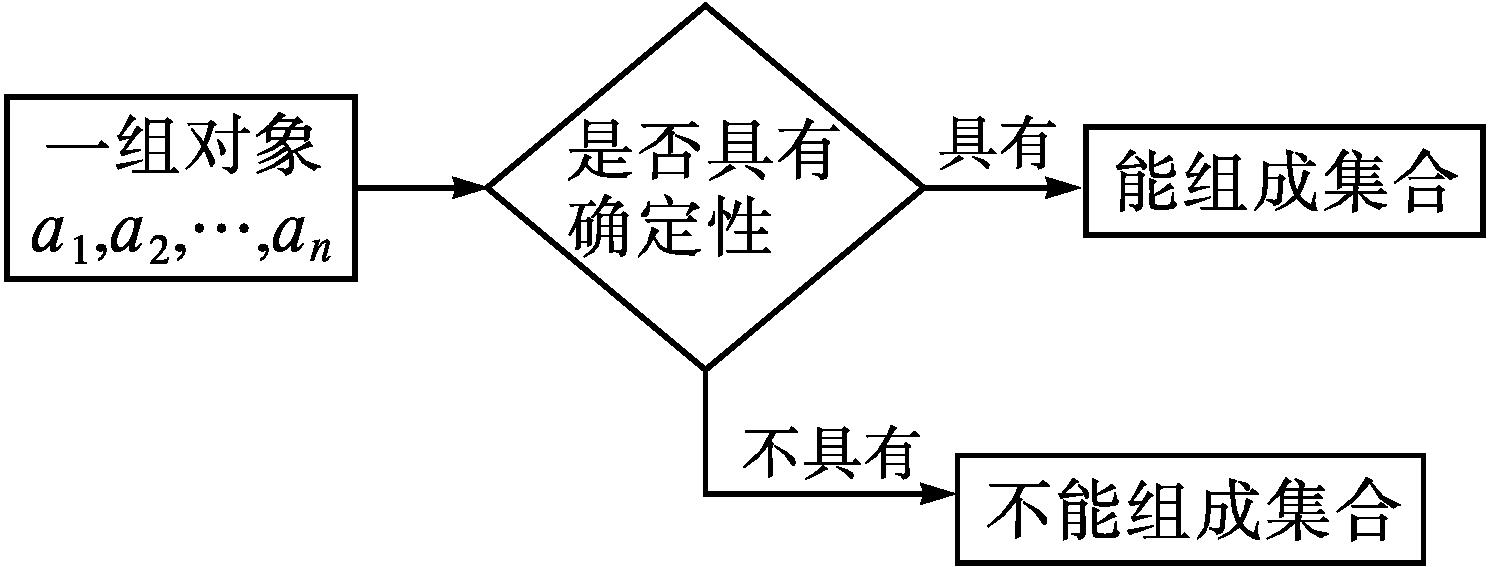 一组对象
a₁,a₂,…,aₙ
是否具有
确定性
具有
能组成集合
不具有
不能组成集合